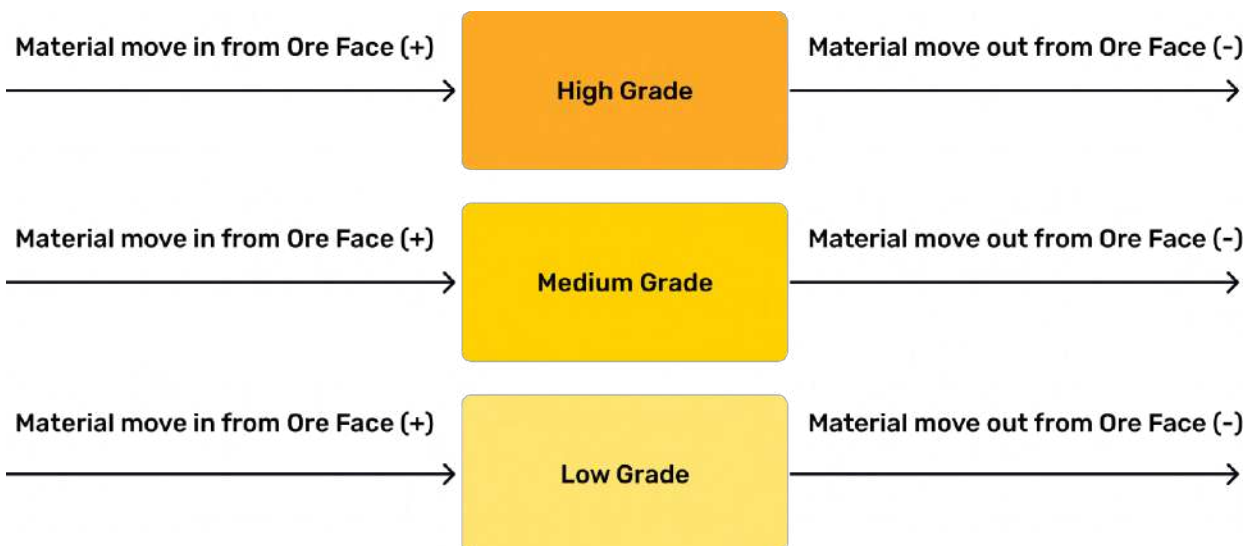 Material move in from Ore Face (+)
High Grade
Material move out from Ore Face (-)
Material move in from Ore Face (+)
Medium Grade
Material move out from Ore Face (-)
Material move in from Ore Face (+)
Low Grade
Material move out from Ore Face (-)